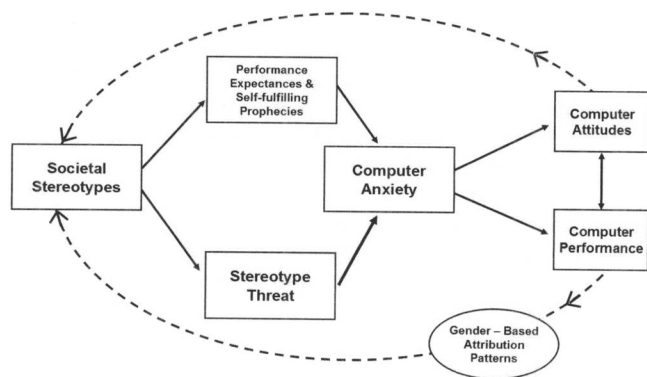 Performance
Expectances &
Self-fulfilling
Prophecies
Societal
Stereotypes
Computer
Anxiety
Computer
Attitudes
Stereotype
Threat
Computer
Performance
Gender – Based
Attribution
Patterns